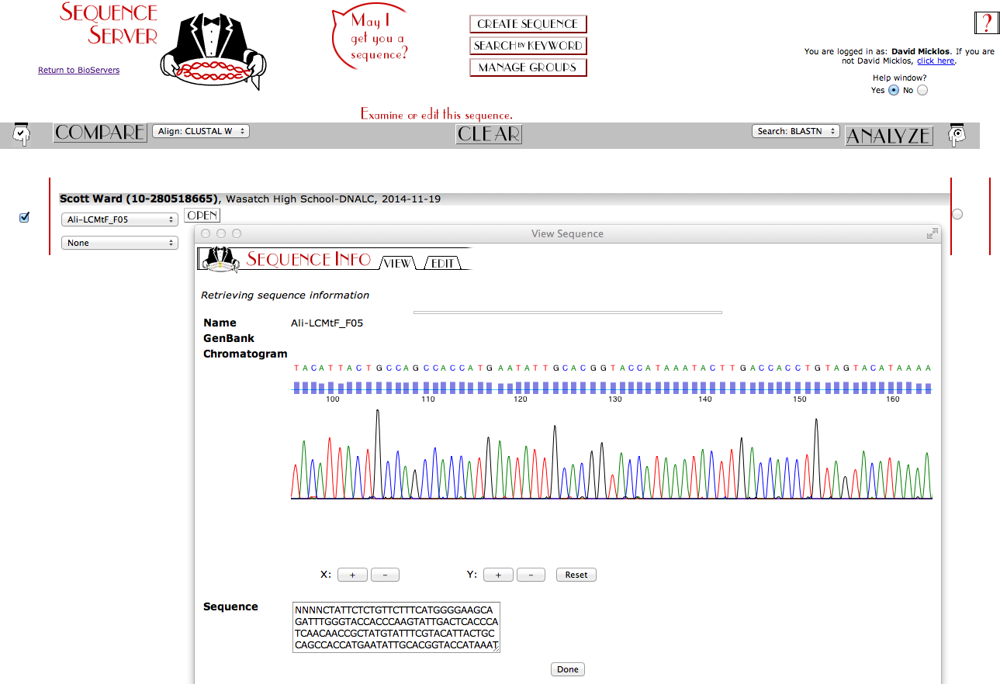 SEQUENCE
SERVER
Return to BioServers
May I
get you a
sequence?
CREATE SEQUENCE
SEARCH BY KEYWORD
MANAGE GROUPS
?
You are logged in as: David Micklos. If you are
not David Micklos, click here.
Help window?
Yes No
Examine or edit this sequence.
COMPARE Align: CLUSTAL W CLEAR Search: BLASTN ANALYZE
Scott Ward (10-280518665), Wasatch High School-DNALC, 2014-11-19
Ali-LCMtF_F05 OPEN
None
View Sequence
SEQUENCE INFO VIEW EDIT
Retrieving sequence information
Name Ali-LCMtF_F05
GenBank
Chromatogram
T A C A T T A C T G C C A G C C A C C A T G A A T A T T G C A C G G T A C C A T A A A T A C T T G A C C A C C T G T A G T A C A T A A A A
100 110 120 130 140 150 160
X: + - Y: + - Reset
Sequence
NNNNCTATTCTCTGTTCTTTCATGGGGAAGCA
GATTTGGGTACCACCCAAGTATTGACTCACCCA
TCAACAACCGCTATGTATTTCGTACATTACTGC
CAGCCACCATGAATATTGCACGGTACCATAAAT
Done